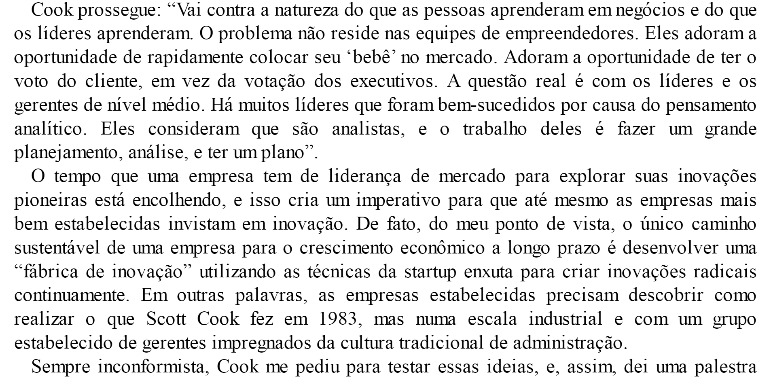 Cook prossegue: “Vai contra a natureza do que as pessoas aprenderam em negócios e do que
os líderes aprenderam. O problema não reside nas equipes de empreendedores. Eles adoram a
oportunidade de rapidamente colocar seu ‘bebê’ no mercado. Adoram a oportunidade de ter o
voto do cliente, em vez da votação dos executivos. A questão real é com os líderes e os
gerentes de nível médio. Há muitos líderes que foram bem-sucedidos por causa do pensamento
analítico. Eles consideram que são analistas, e o trabalho deles é fazer um grande
planejamento, análise, e ter um plano”.
O tempo que uma empresa tem de liderança de mercado para explorar suas inovações
pioneiras está encolhendo, e isso cria um imperativo para que até mesmo as empresas mais
bem estabelecidas invistam em inovação. De fato, do meu ponto de vista, o único caminho
sustentável de uma empresa para o crescimento econômico a longo prazo é desenvolver uma
“fábrica de inovação” utilizando as técnicas da startup enxuta para criar inovações radicais
continuamente. Em outras palavras, as empresas estabelecidas precisam descobrir como
realizar o que Scott Cook fez em 1983, mas numa escala industrial e com um grupo
estabelecido de gerentes impregnados da cultura tradicional de administração.
Sempre inconformista, Cook me pediu para testar essas ideias, e, assim, dei uma palestra